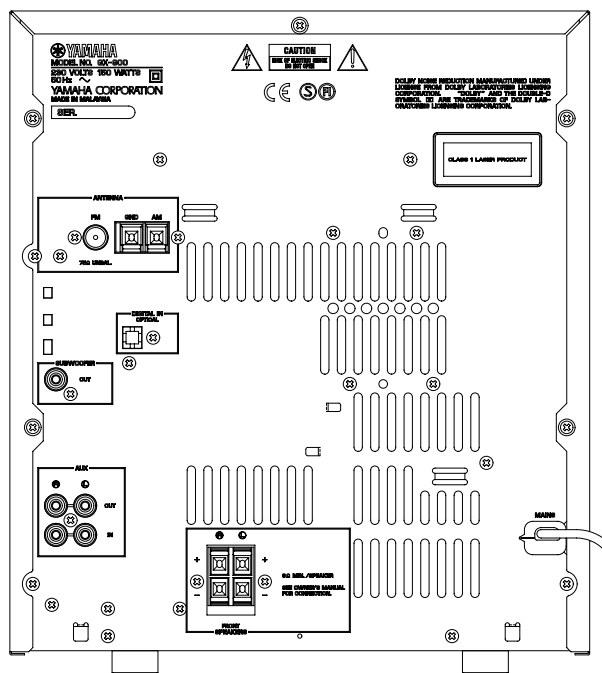 YAMAHA
MODEL NO. GX-900
230 VOLTS 150 WATTS
50Hz ~
YAMAHA CORPORATION
MADE IN MALAYSIA
SER.
CAUTION
RISK OF ELECTRIC SHOCK
DO NOT OPEN
CE S FI
DOLBY NOISE REDUCTION MANUFACTURED UNDER
LICENSE FROM DOLBY LABORATORIES LICENSING
CORPORATION. "DOLBY" AND THE DOUBLE-D
SYMBOL ARE TRADEMARKS OF DOLBY LAB-
ORATORIES LICENSING CORPORATION.
CLASS 1 LASER PRODUCT
ANTENNA
FM GND AM
75Ω UNBAL.
DIGITAL IN
OPTICAL
SUBWOOFER
OUT
AUX
R L
OUT
IN
MAINS
R L
+ +
- -
6Ω MIN./SPEAKER
SEE OWNER'S MANUAL
FOR CONNECTION.
FRONT
SPEAKERS